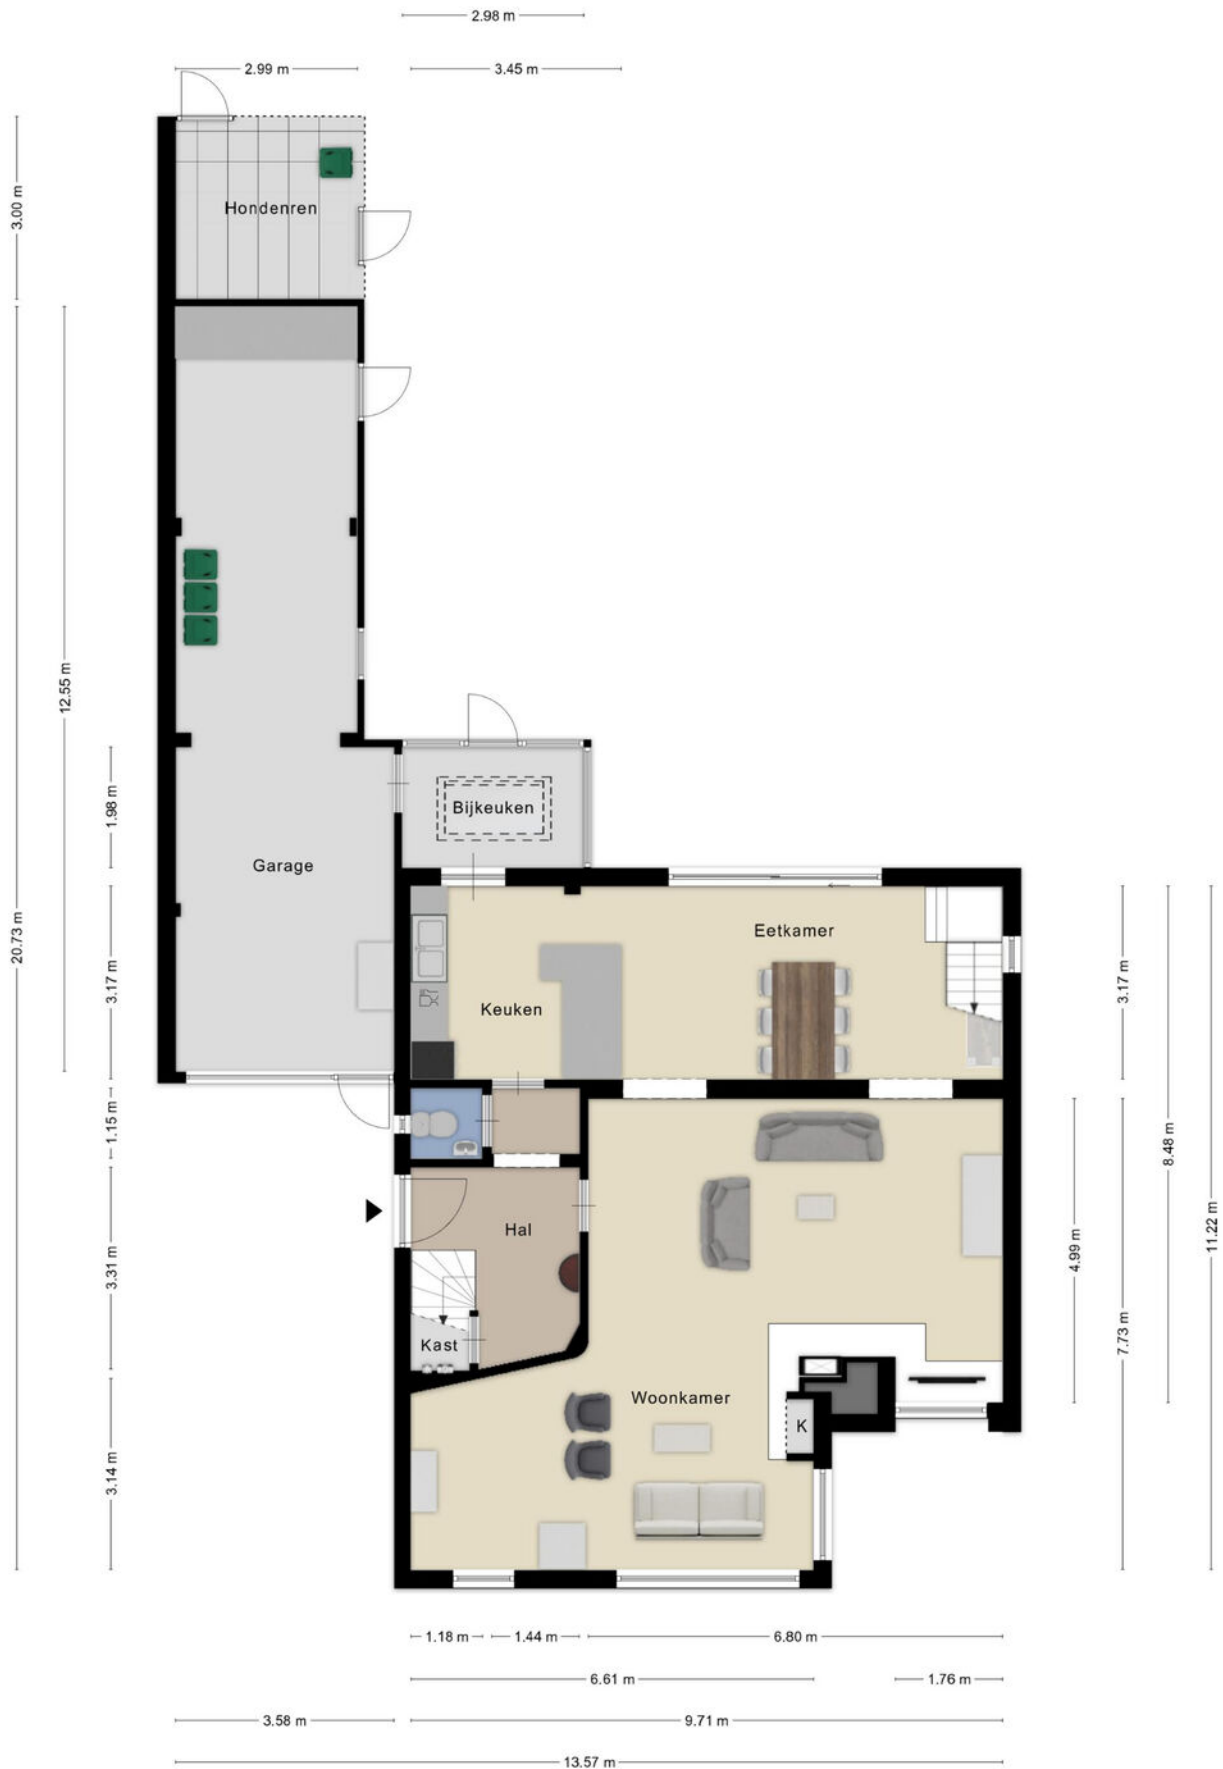 2.98 m
2.99 m
3.45 m
3.00 m
Hondenren
12.55 m
20.73 m
1.98 m
Bijkeuken
Garage
3.17 m
Eetkamer
3.17 m
Keuken
1.15 m
8.48 m
11.22 m
Hal
3.31 m
4.99 m
7.73 m
Kast
Woonkamer
K
3.14 m
1.18 m
1.44 m
6.80 m
6.61 m
1.76 m
3.58 m
9.71 m
13.57 m